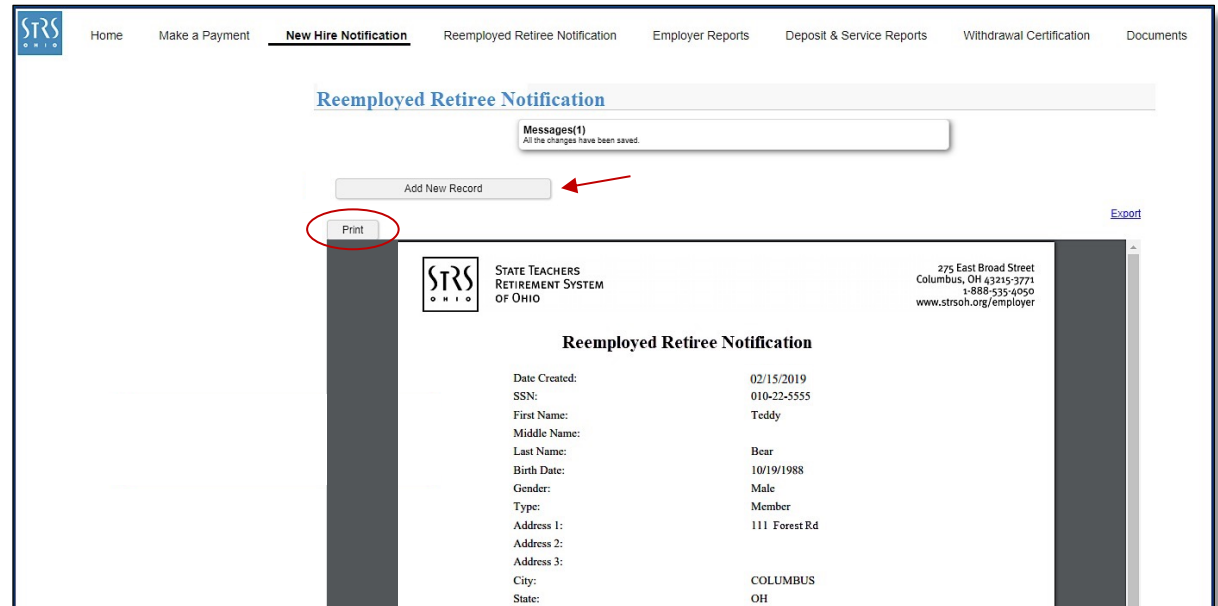 STRS
OHIO
Home Make a Payment New Hire Notification Reemployed Retiree Notification Employer Reports Deposit & Service Reports Withdrawal Certification Documents
Reemployed Retiree Notification
Messages(1)
All the changes have been saved.
Add New Record
Export
Print
STRS
OHIO
STATE TEACHERS
RETIREMENT SYSTEM
OF OHIO
275 East Broad Street
Columbus, OH 43215-3771
1-888-535-4050
www.strsoh.org/employer
Reemployed Retiree Notification
Date Created: 02/15/2019
SSN: 010-22-5555
First Name: Teddy
Middle Name:
Last Name: Bear
Birth Date: 10/19/1988
Gender: Male
Type: Member
Address 1: 111 Forest Rd
Address 2:
Address 3:
City: COLUMBUS
State: OH